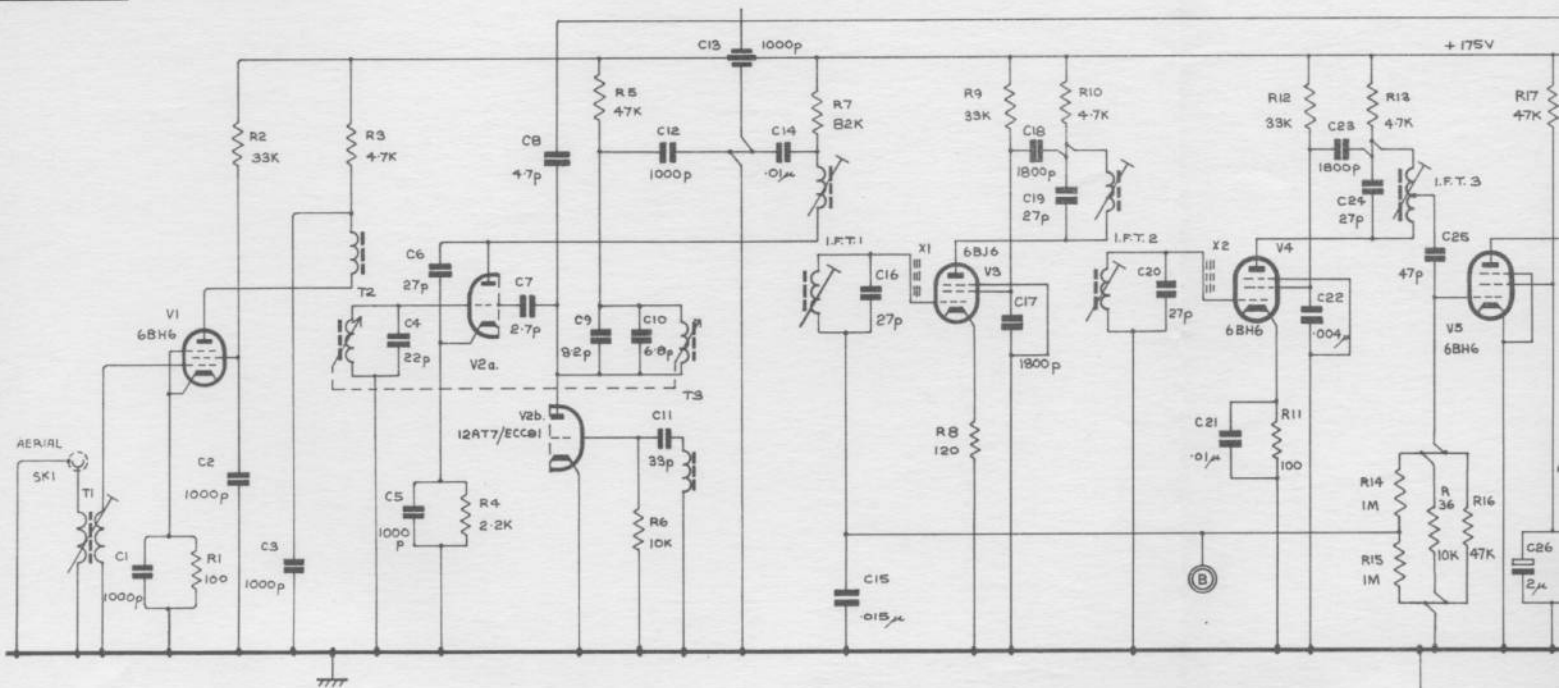 C13
1000p
+ 175V
R5
47K
R7
82K
R9
33K
R10
4.7K
R12
33K
R13
4.7K
R17
47K
R2
33K
R3
4.7K
C8
4.7p
C12
1000p
C14
.01µ
C18
1800p
C23
1800p
C19
27p
C24
27p
I.F.T. 3
C6
27p
I.F.T. 1
X1
6BJ6
V3
I.F.T. 2
X2
V4
C25
47p
T2
C7
2.7p
C16
27p
C17
1800p
C20
27p
6BH6
C22
.004µ
V5
6BH6
V1
6BH6
C4
22p
V2a.
C9
8.2p
C10
6.8p
T3
V2b.
12AT7/ECC81
C11
33p
AERIAL
SK1
T1
C2
1000p
C5
1000
p
R4
2.2K
R6
10K
R8
120
C21
.01µ
R11
100
R14
1M
R
36
10K
R16
47K
C1
1000p
R1
100
C3
1000p
C15
.015µ
B
R15
1M
C26
2µ